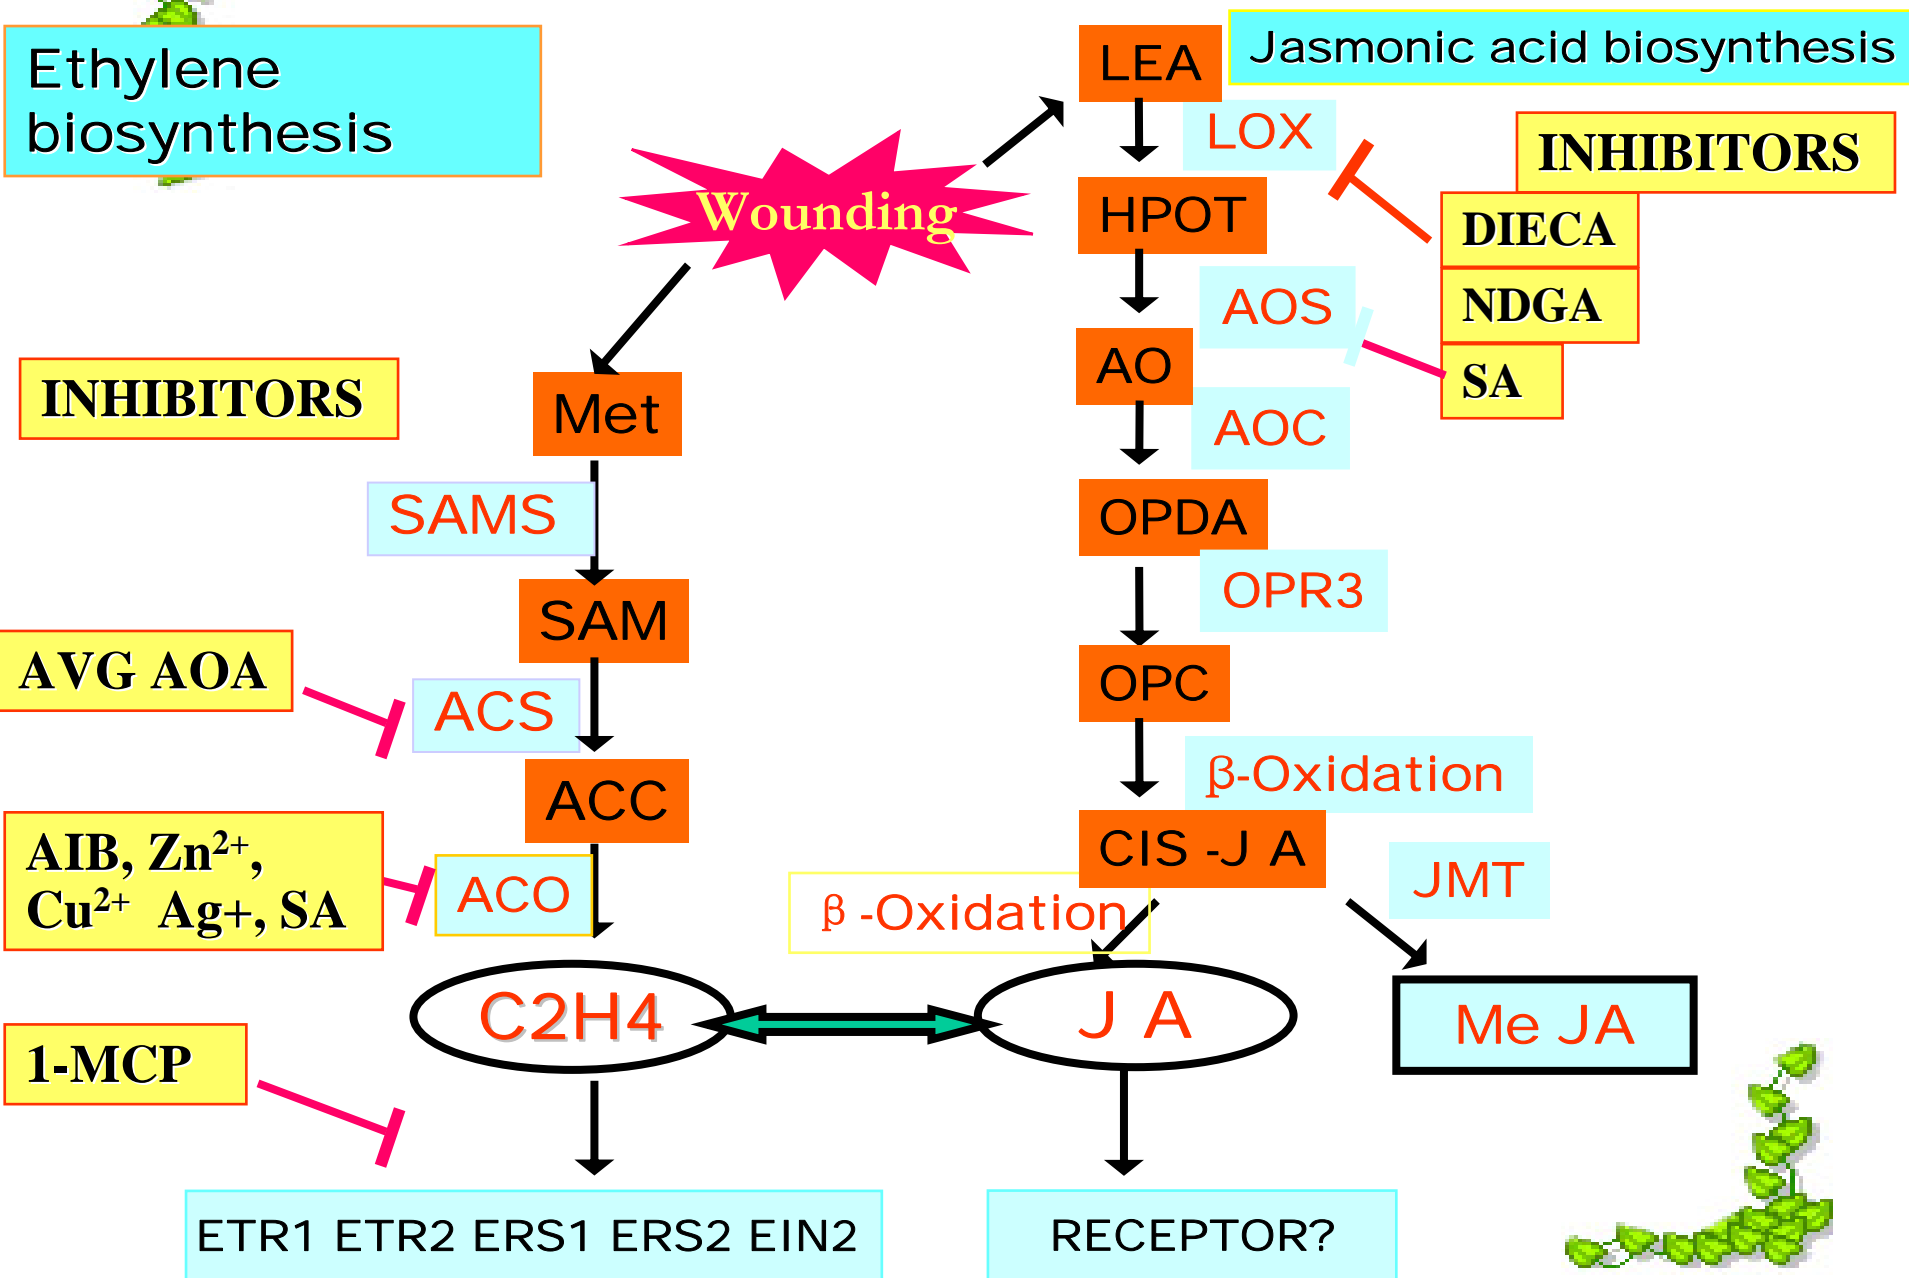 Ethylene
biosynthesis
LEA
Jasmonic acid biosynthesis
LOX
INHIBITORS
Wounding
HPOT
DIECA
AOS
NDGA
AO
SA
INHIBITORS
Met
AOC
SAMS
OPDA
OPR3
SAM
AVG AOA
ACS
OPC
β-Oxidation
ACC
AIB, Zn²⁺,
Cu²⁺ Ag+, SA
ACO
CIS -J A
JMT
β -Oxidation
C2H4
J A
Me JA
1-MCP
ETR1 ETR2 ERS1 ERS2 EIN2
RECEPTOR?